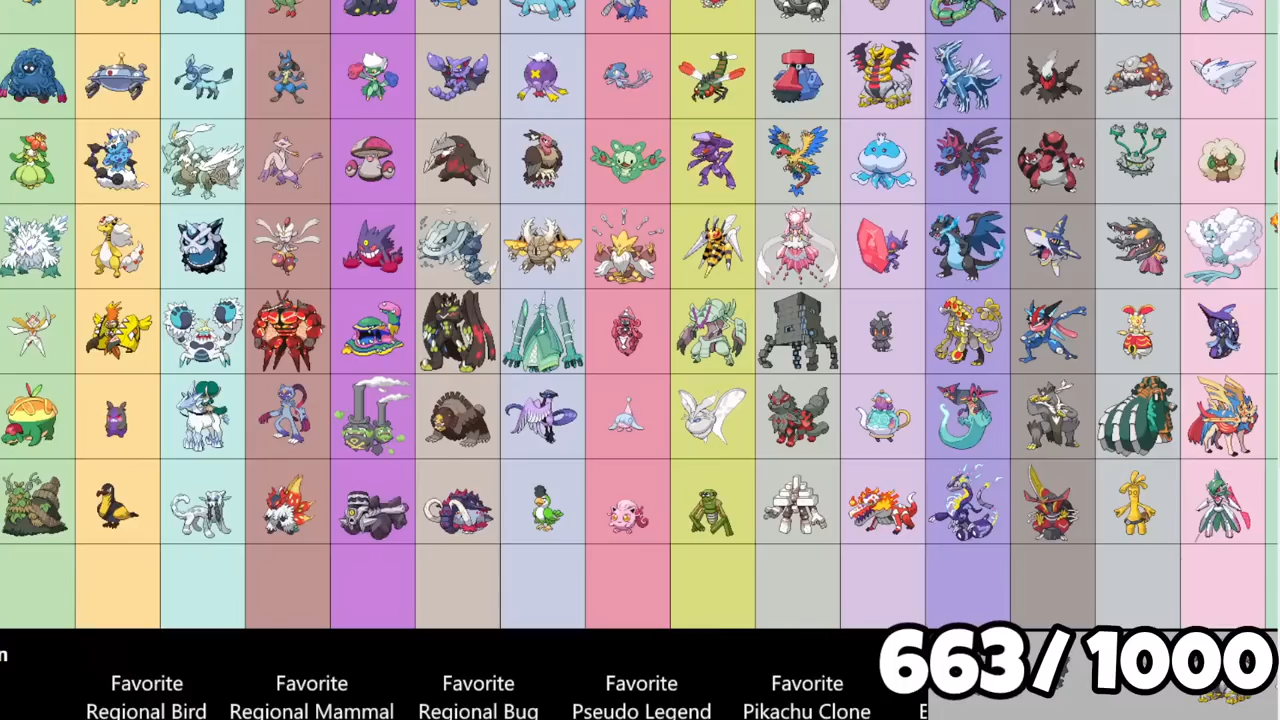 n
663/1000
Favorite Favorite Favorite Favorite Favorite
Regional Bird Regional Mammal Regional Bug Pseudo Legend Pikachu Clone E